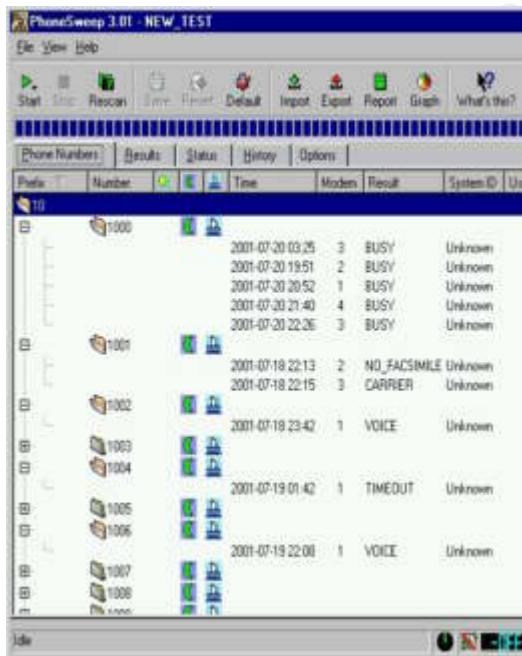 PhoneSweep 3.01 - NEW_TEST
File View Help
Start Stop Rescan Save Revert Default Import Export Report Graph What's this?
Phone Numbers Results Status History Options
Prefix Number Time Modem Result System ID
10
1000
2001-07-20 03:25 3 BUSY Unknown
2001-07-20 19:51 2 BUSY Unknown
2001-07-20 20:52 1 BUSY Unknown
2001-07-20 21:40 4 BUSY Unknown
2001-07-20 22:26 3 BUSY Unknown
1001
2001-07-18 22:13 2 NO_FACSIMILE Unknown
2001-07-18 22:15 3 CARRIER Unknown
1002
2001-07-18 23:42 1 VOICE Unknown
1003
1004
2001-07-19 01:42 1 TIMEOUT Unknown
1005
1006
2001-07-19 22:08 1 VOICE Unknown
1007
1008
Idle